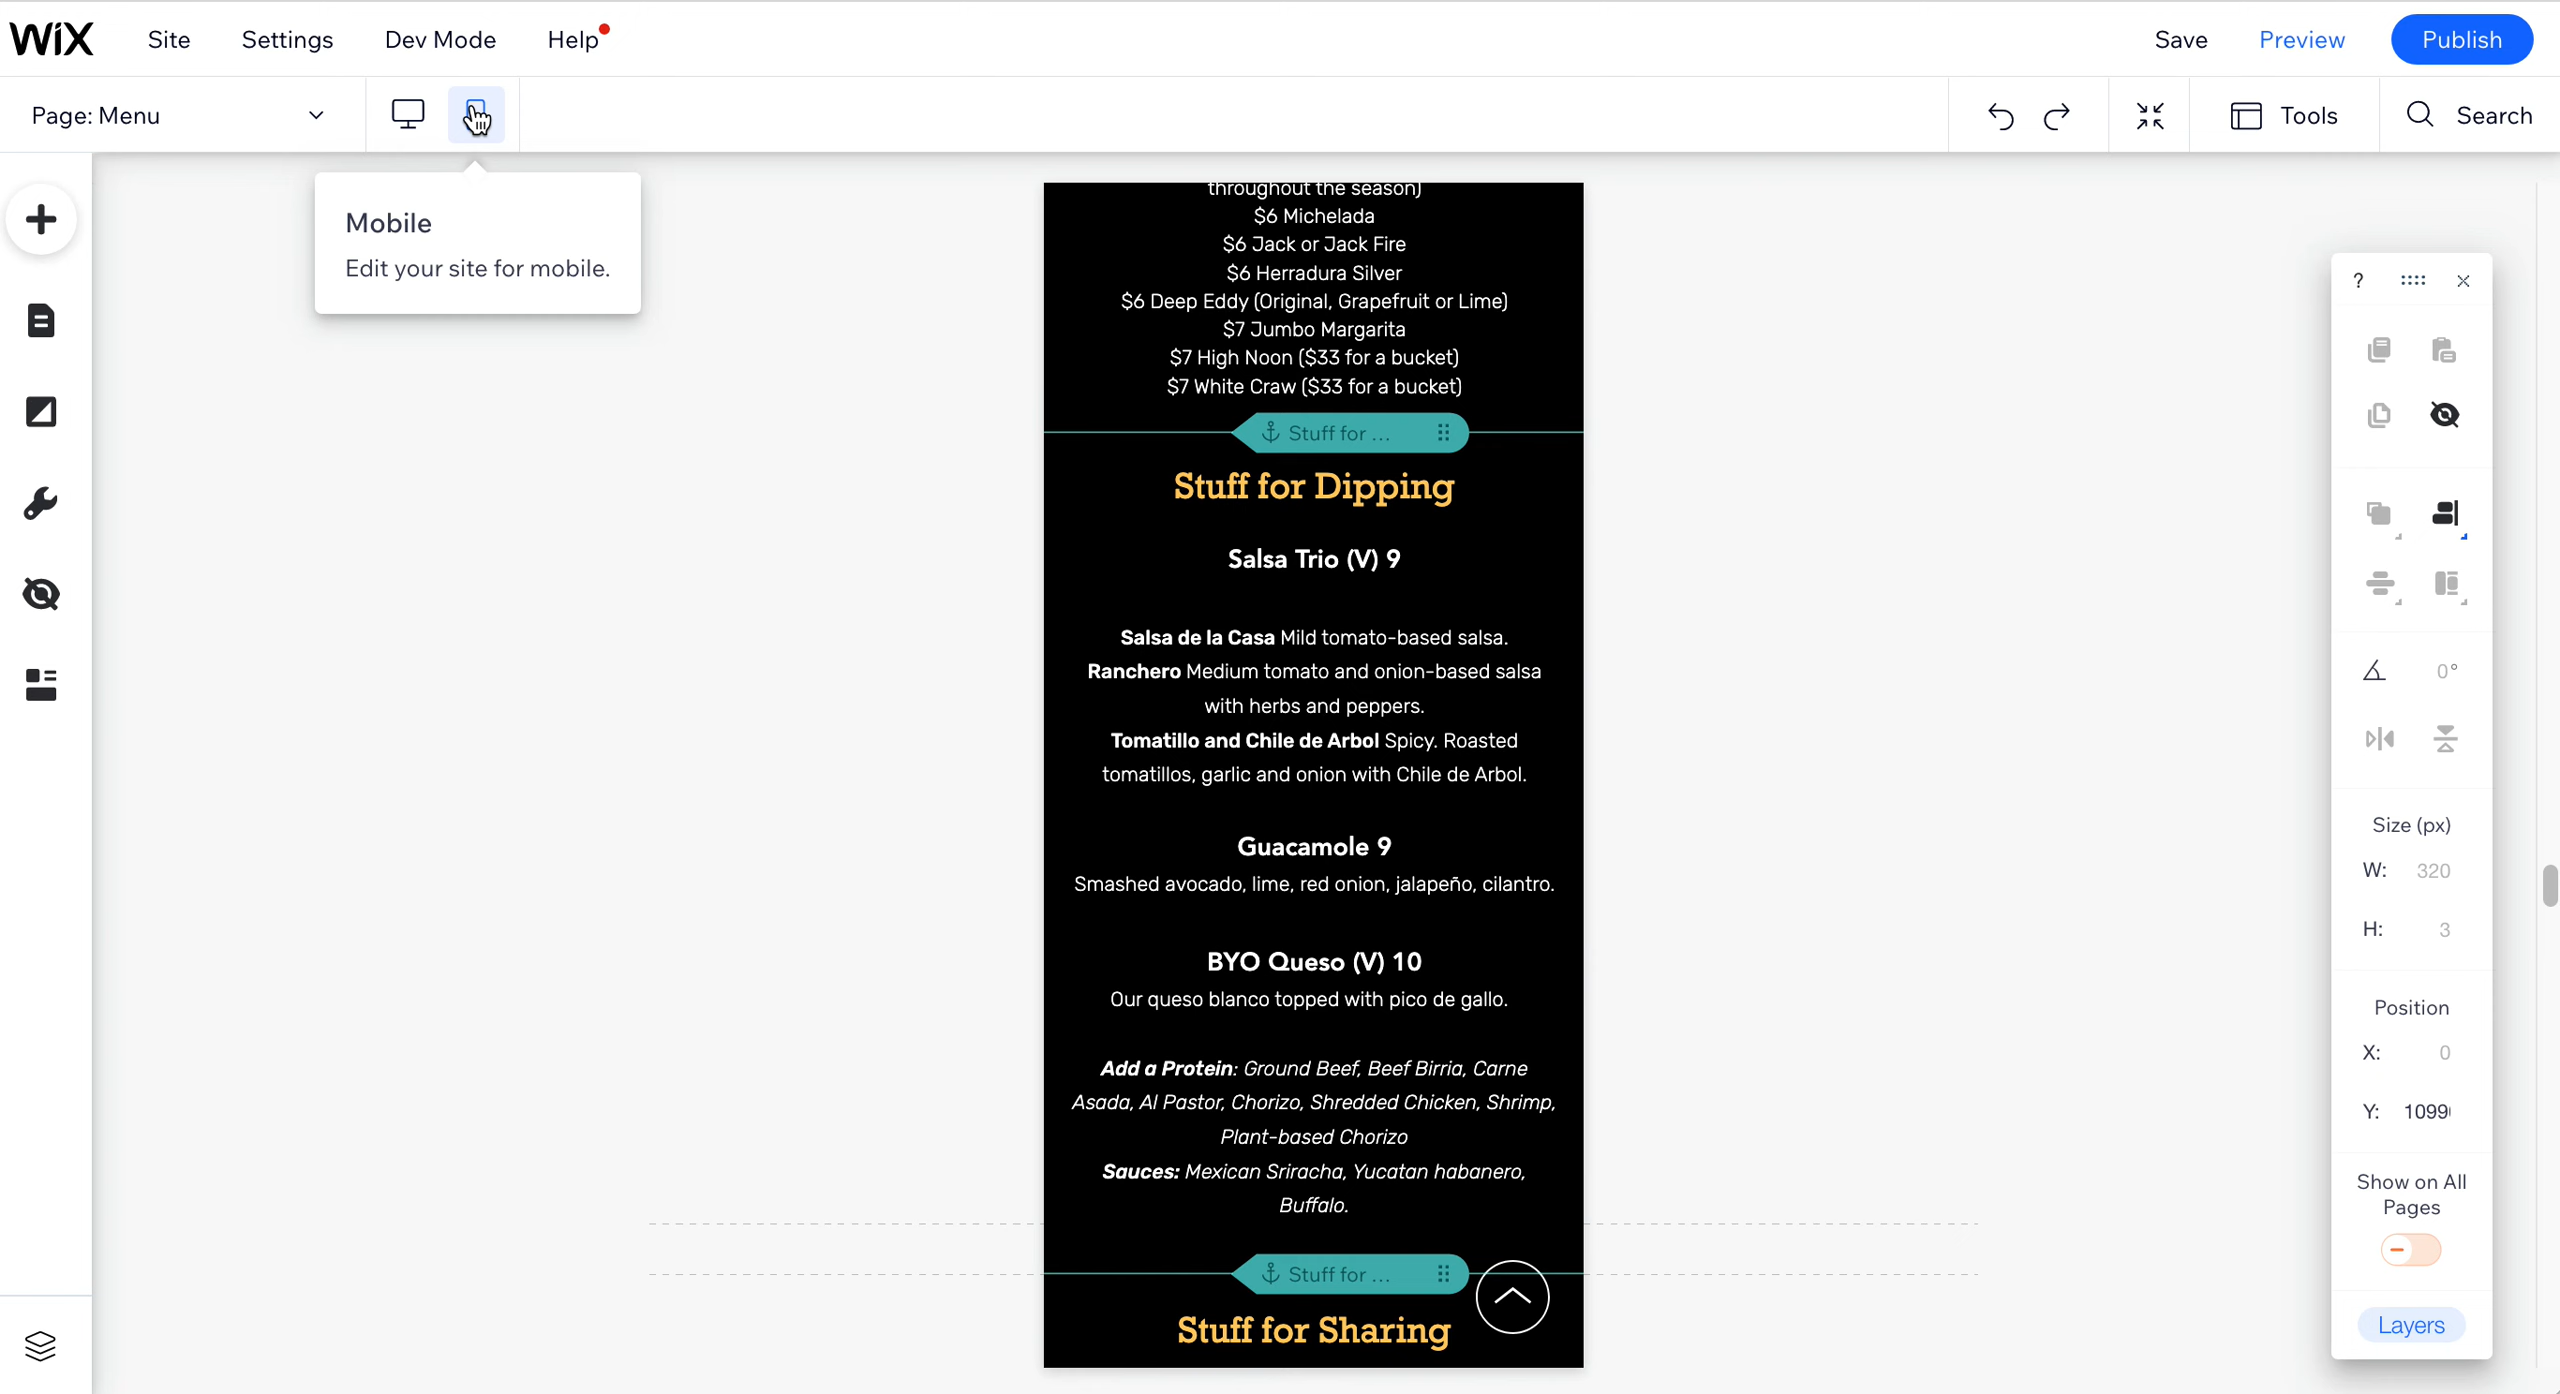 WiX Site Settings Dev Mode Help Save Preview Publish
Page: Menu Tools Search
Mobile
Edit your site for mobile.
throughout the season)
$6 Michelada
$6 Jack or Jack Fire
$6 Herradura Silver
$6 Deep Eddy (Original, Grapefruit or Lime)
$7 Jumbo Margarita
$7 High Noon ($33 for a bucket)
$7 White Craw ($33 for a bucket)
Stuff for ...
Stuff for Dipping
Salsa Trio (V) 9
Salsa de la Casa Mild tomato-based salsa.
Ranchero Medium tomato and onion-based salsa
with herbs and peppers.
Tomatillo and Chile de Arbol Spicy. Roasted
tomatillos, garlic and onion with Chile de Arbol.
Guacamole 9
Smashed avocado, lime, red onion, jalapeño, cilantro.
BYO Queso (V) 10
Our queso blanco topped with pico de gallo.
Add a Protein: Ground Beef, Beef Birria, Carne
Asada, Al Pastor, Chorizo, Shredded Chicken, Shrimp,
Plant-based Chorizo
Sauces: Mexican Sriracha, Yucatan habanero,
Buffalo.
Stuff for ...
Stuff for Sharing
?
0°
Size (px)
W: 320
H: 3
Position
X: 0
Y: 1099
Show on All
Pages
Layers